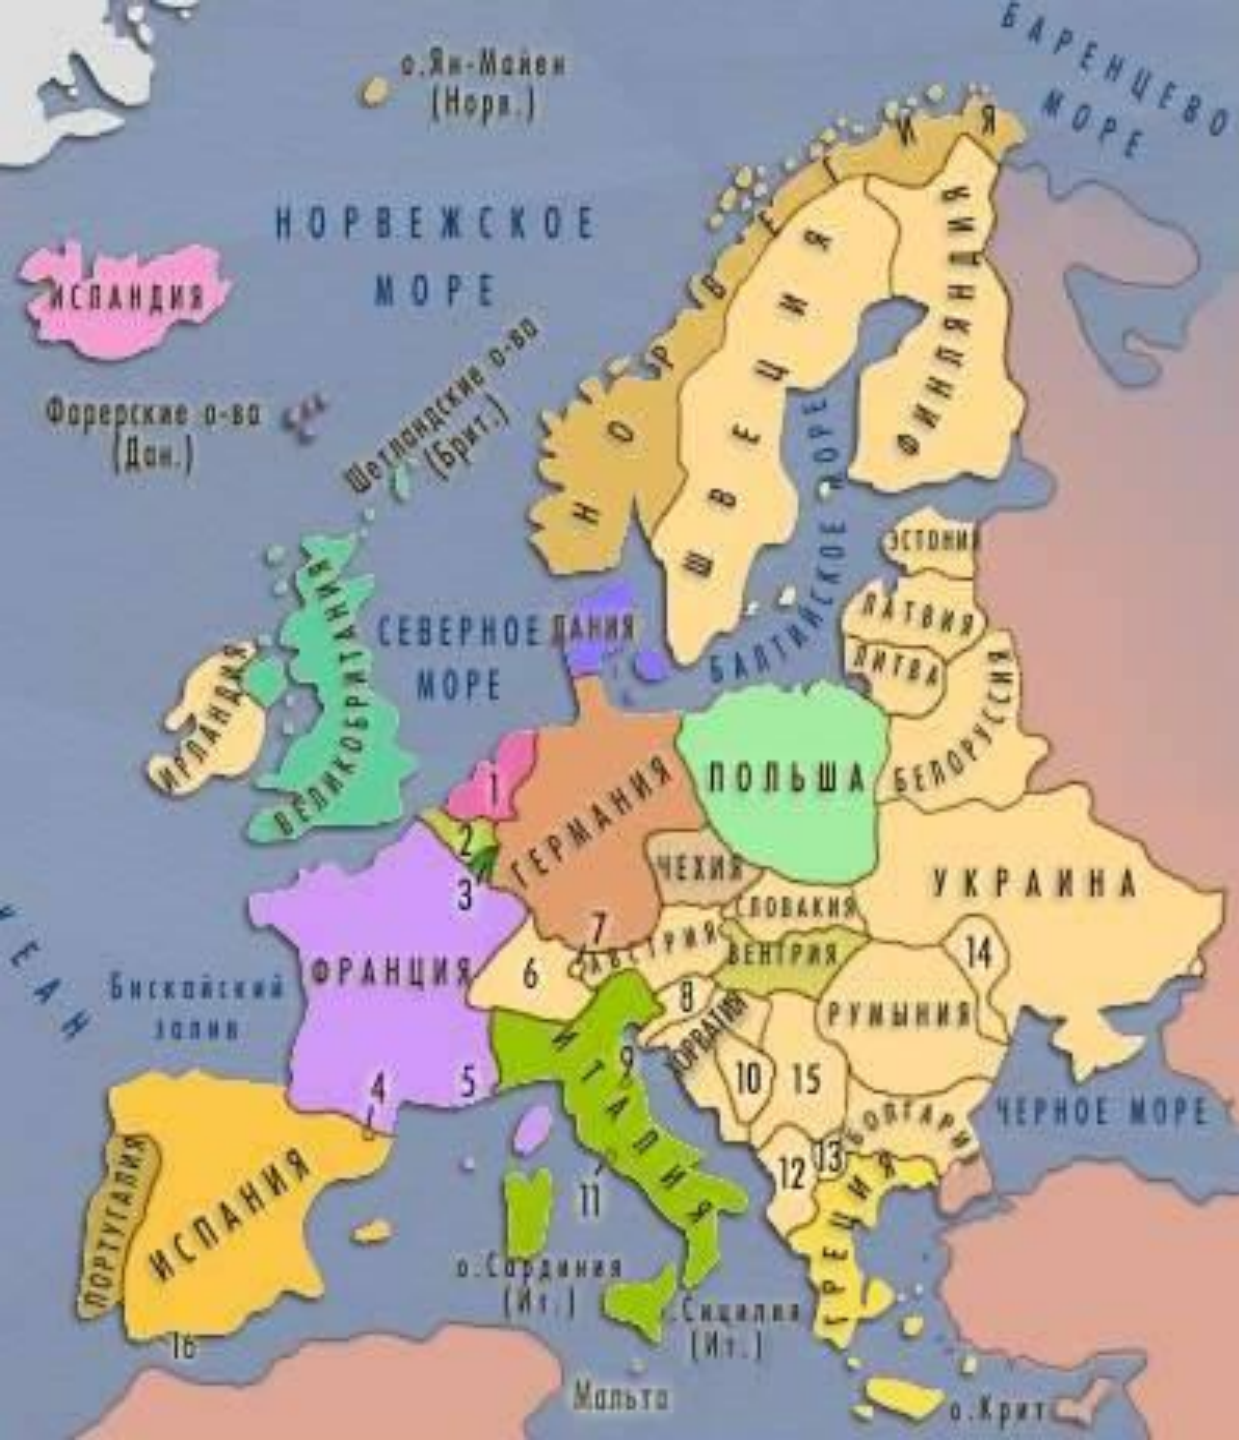 БАРЕНЦЕВО
МОРЕ
о.Ян-Майен
(Норв.)
НОРВЕЖСКОЕ
МОРЕ
ИСЛАНДИЯ
Фарерские о-ва
(Дан.)
Шетландские о-ва
(Брит.)
НОРВЕГИЯ
ШВЕЦИЯ
ФИНЛЯНДИЯ
БАЛТИЙСКОЕ МОРЕ
ЭСТОНИЯ
ЛАТВИЯ
ЛИТВА
БЕЛОРУССИЯ
СЕВЕРНОЕ
МОРЕ
ДАНИЯ
ИРЛАНДИЯ
ВЕЛИКОБРИТАНИЯ
1
2
3
ГЕРМАНИЯ
ПОЛЬША
ЧЕХИЯ
СЛОВАКИЯ
УКРАИНА
ЕАН
Бискайский
залив
ФРАНЦИЯ
4
5
6
7
АВСТРИЯ
ВЕНГРИЯ
8
ХОРВАТИЯ
РУМЫНИЯ
14
ИТАЛИЯ
9
10
15
БОЛГАРИ
ЧЕРНОЕ МОРЕ
12
13
11
ПОРТУГАЛИЯ
ИСПАНИЯ
16
ГРЕЦИЯ
о.Сардиния
(Ит.)
о.Сицилия
(Ит.)
Мальта
о.Крит